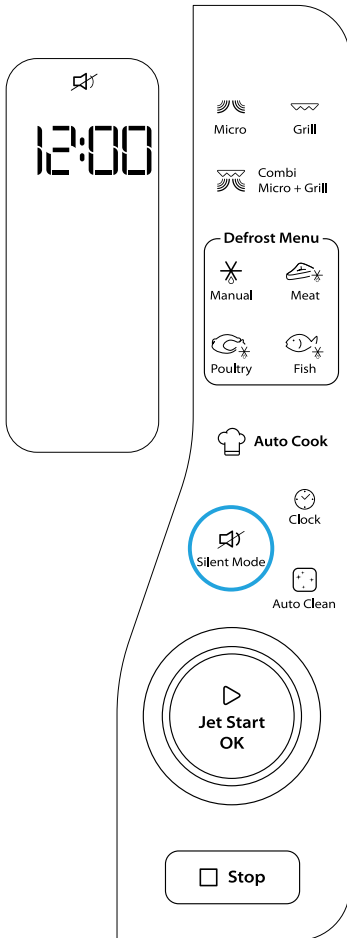 12:00
Micro
Grill
Combi
Micro + Grill
Defrost Menu
Manual
Meat
Poultry
Fish
Auto Cook
Clock
Silent Mode
Auto Clean
Jet Start
OK
Stop